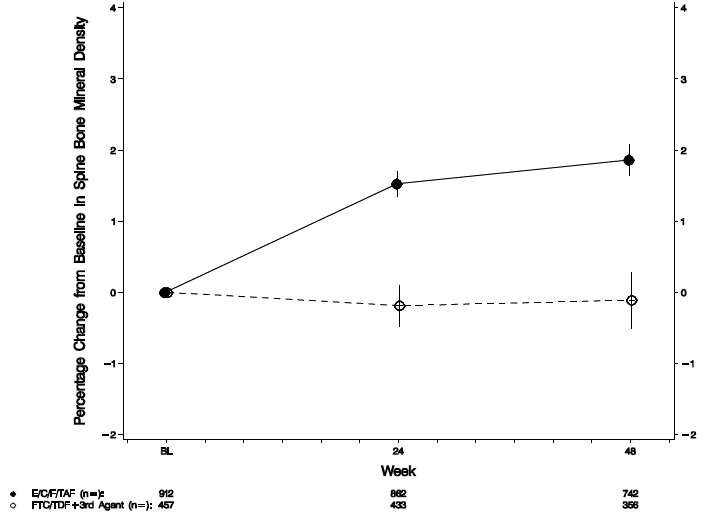 Percentage Change from Baseline in Spine Bone Mineral Density
4 4
3 3
2 2
1 1
0 0
−1 −1
−2 −2
BL 24 48
Week
E/C/F/TAF (n=): 912 862 742
FTC/TDF+3rd Agent (n=): 457 433 356